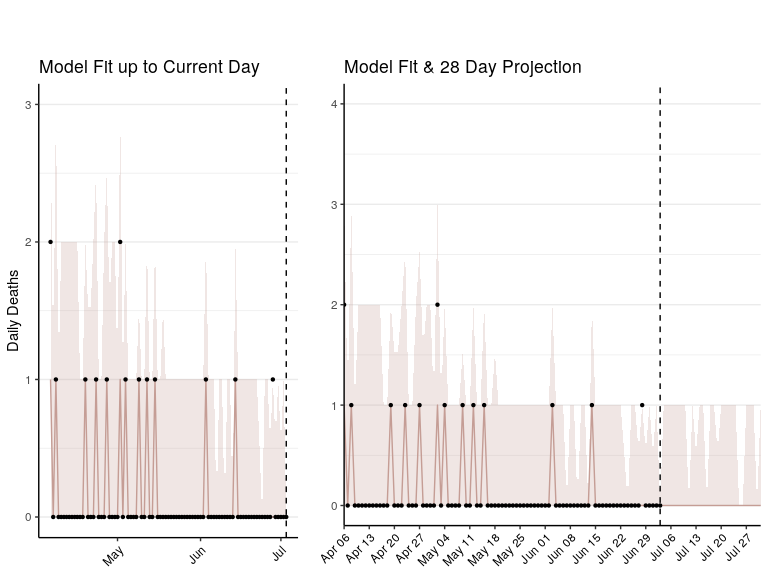 Model Fit up to Current Day
Model Fit & 28 Day Projection
Daily Deaths
3
2
1
0
May
Jun
Jul
4
3
2
1
0
Apr 06
Apr 13
Apr 20
Apr 27
May 04
May 11
May 18
May 25
Jun 01
Jun 08
Jun 15
Jun 22
Jun 29
Jul 06
Jul 13
Jul 20
Jul 27